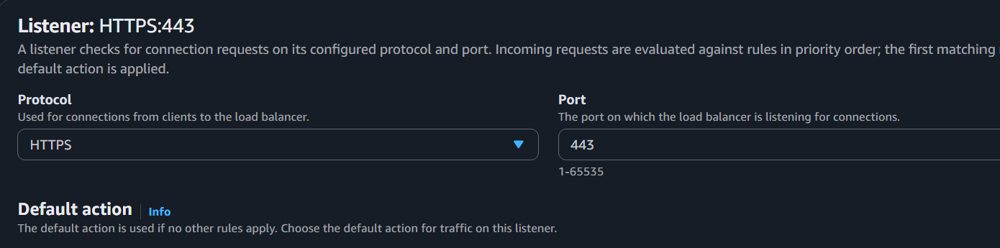 Listener: HTTPS:443
A listener checks for connection requests on its configured protocol and port. Incoming requests are evaluated against rules in priority order; the first matching
default action is applied.
Protocol
Used for connections from clients to the load balancer.
HTTPS
Port
The port on which the load balancer is listening for connections.
443
1-65535
Default action Info
The default action is used if no other rules apply. Choose the default action for traffic on this listener.